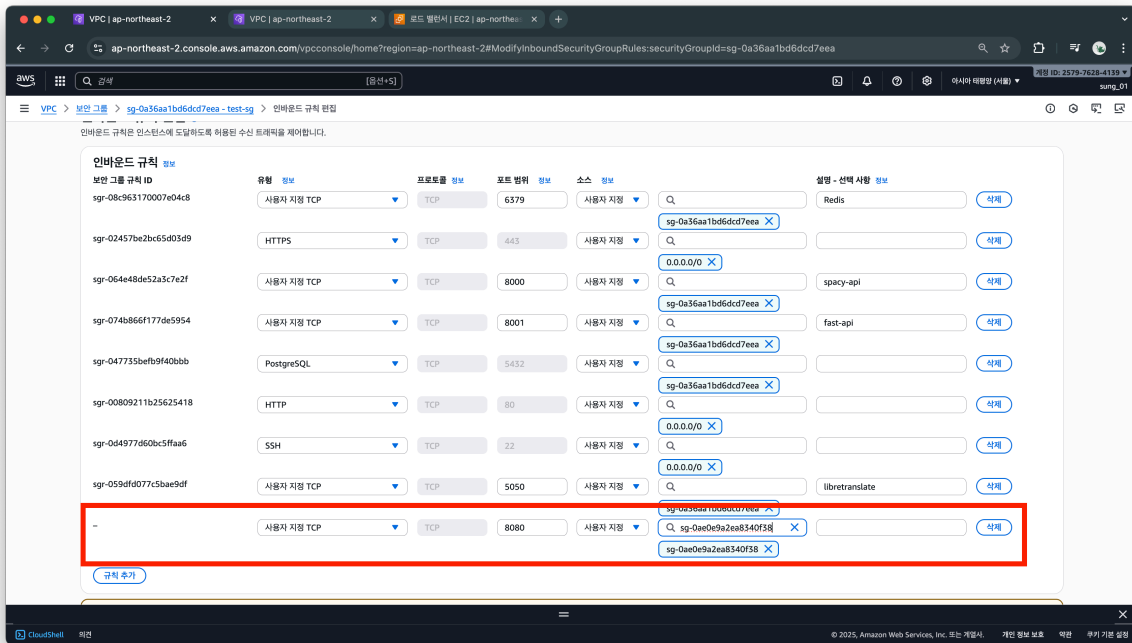 VPC | ap-northeast-2
VPC | ap-northeast-2
로드 밸런서 | EC2 | ap-northeas
ap-northeast-2.console.aws.amazon.com/vpcconsole/home?region=ap-northeast-2#ModifyInboundSecurityGroupRules:securityGroupId=sg-0a36aa1bd6dcd7eea
aws
검색
[옵션+S]
아시아 태평양 (서울)
계정 ID: 2579-7628-4139
sung_01
VPC > 보안 그룹 > sg-0a36aa1bd6dcd7eea - test-sg > 인바운드 규칙 편집
인바운드 규칙은 인스턴스에 도달하도록 허용된 수신 트래픽을 제어합니다.
인바운드 규칙 정보
보안 그룹 규칙 ID 유형 정보 프로토콜 정보 포트 범위 정보 소스 정보 설명 - 선택 사항 정보
sgr-08c963170007e04c8 사용자 지정 TCP TCP 6379 사용자 지정 Redis 삭제
sg-0a36aa1bd6dcd7eea
sgr-02457be2bc65d03d9 HTTPS TCP 443 사용자 지정 삭제
0.0.0.0/0
sgr-064e48de52a3c7e2f 사용자 지정 TCP TCP 8000 사용자 지정 spacy-api 삭제
sg-0a36aa1bd6dcd7eea
sgr-074b866f177de5954 사용자 지정 TCP TCP 8001 사용자 지정 fast-api 삭제
sg-0a36aa1bd6dcd7eea
sgr-047735befb9f40bbb PostgreSQL TCP 5432 사용자 지정 삭제
sg-0a36aa1bd6dcd7eea
sgr-00809211b25625418 HTTP TCP 80 사용자 지정 삭제
0.0.0.0/0
sgr-0d4977d60bc5ffaa6 SSH TCP 22 사용자 지정 삭제
0.0.0.0/0
sgr-059dfd077c5bae9df 사용자 지정 TCP TCP 5050 사용자 지정 libretranslate 삭제
sg-0a36aa1bd6dcd7eea
– 사용자 지정 TCP TCP 8080 사용자 지정 sg-0ae0e9a2ea8340f38 삭제
sg-0ae0e9a2ea8340f38
규칙 추가
CloudShell 의견 © 2025, Amazon Web Services, Inc. 또는 계열사. 개인 정보 보호 약관 쿠키 기본 설정